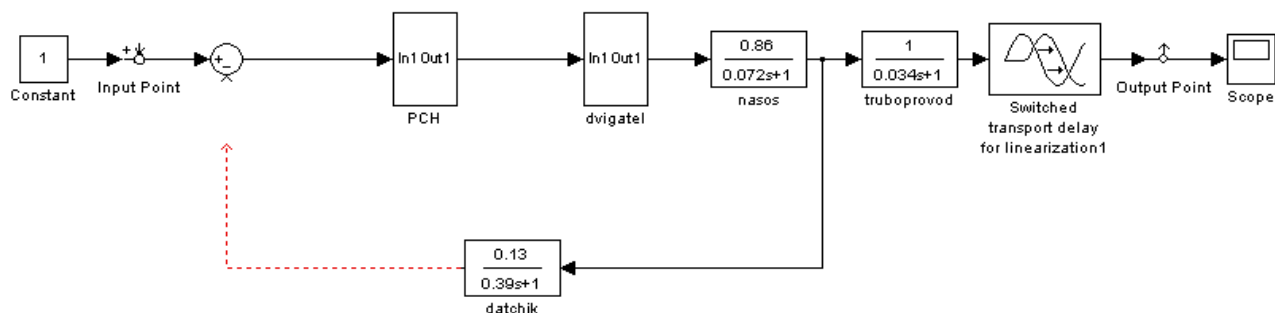 1
Constant
+
Input Point
+
−
In1 Out1
PCH
In1 Out1
dvigatel
0.86
0.072s+1
nasos
1
0.034s+1
truboprovod
Switched
transport delay
for linearization1
Output Point
Scope
0.13
0.39s+1
datchik